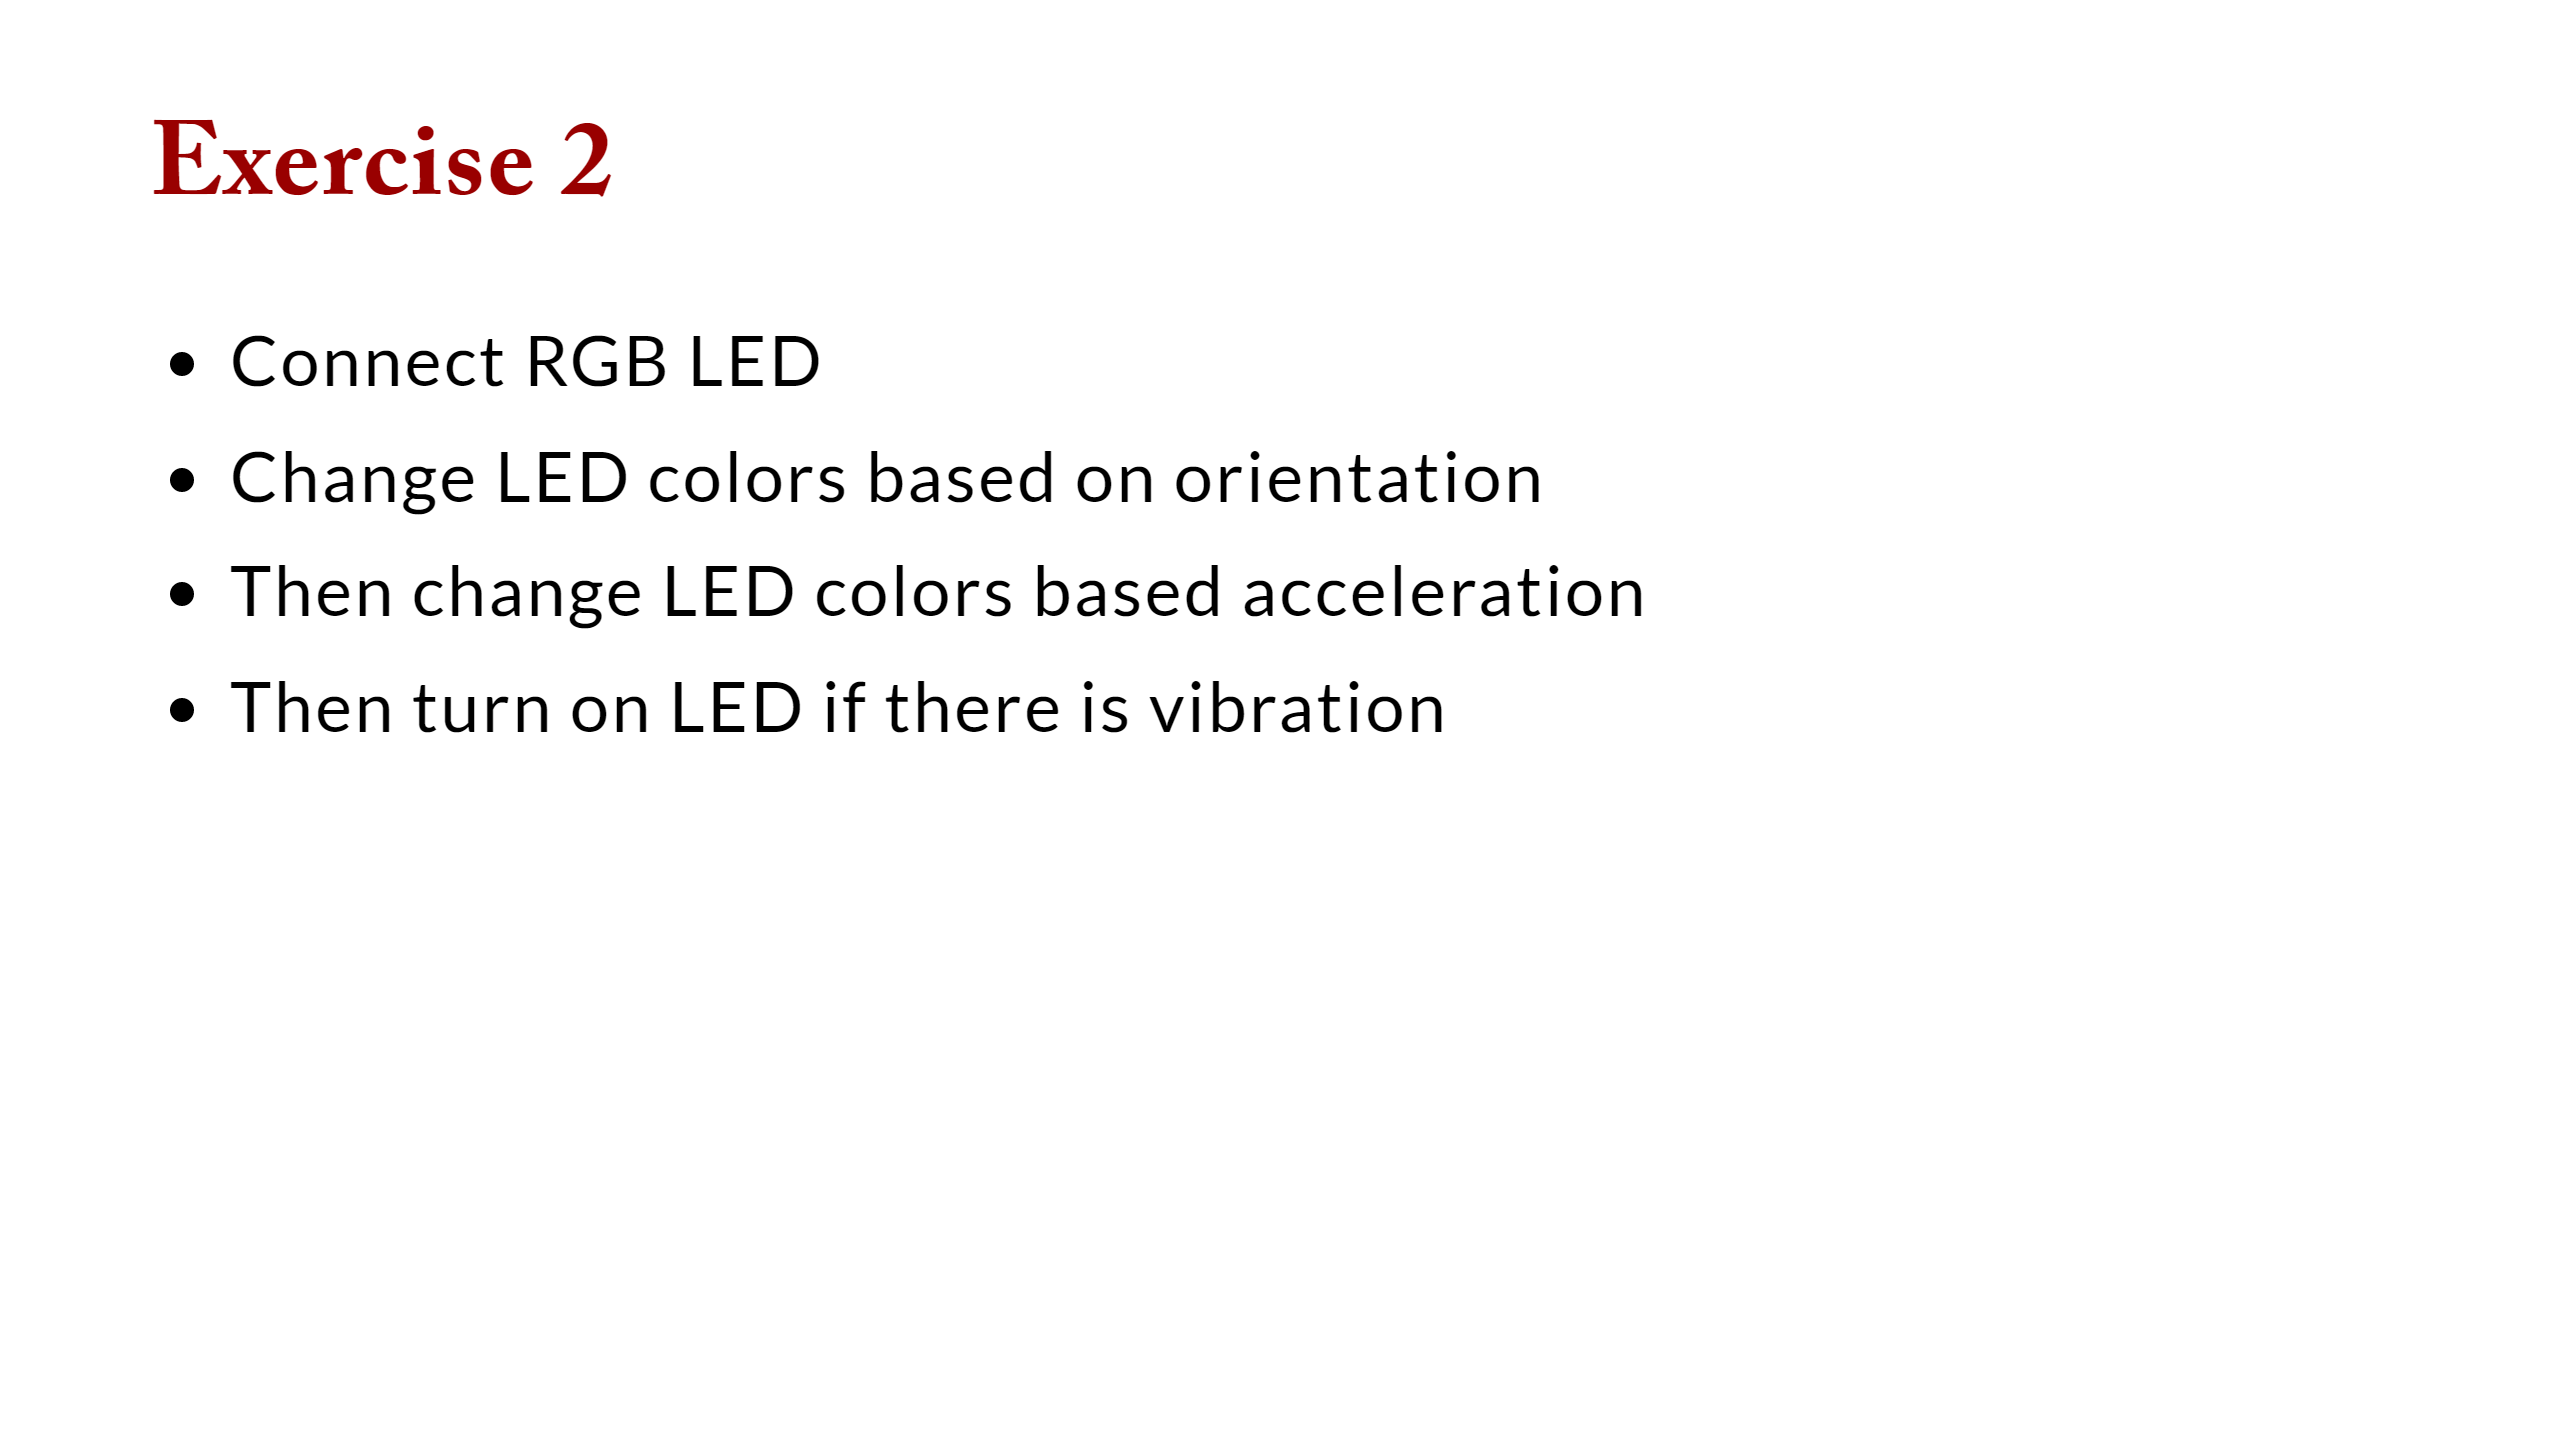 Exercise 2
• Connect RGB LED
• Change LED colors based on orientation
• Then change LED colors based acceleration
• Then turn on LED if there is vibration